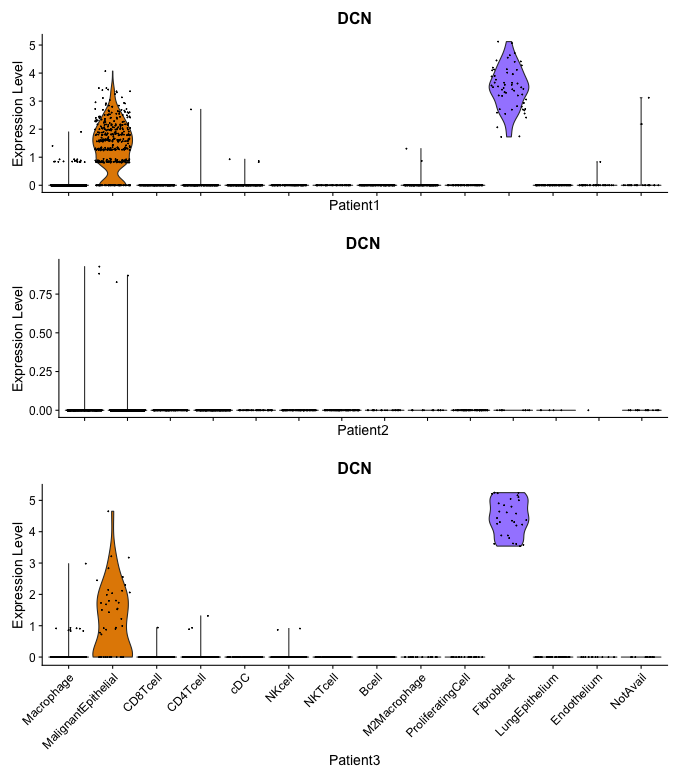 DCN
Expression Level
5
4
3
2
1
0
Patient1
DCN
Expression Level
0.75
0.50
0.25
0.00
Patient2
DCN
Expression Level
5
4
3
2
1
0
Macrophage
MalignantEpithelial
CD8Tcell
CD4Tcell
cDC
NKcell
NKTcell
Bcell
M2Macrophage
ProliferatingCell
Fibroblast
LungEpithelium
Endothelium
NotAvail
Patient3